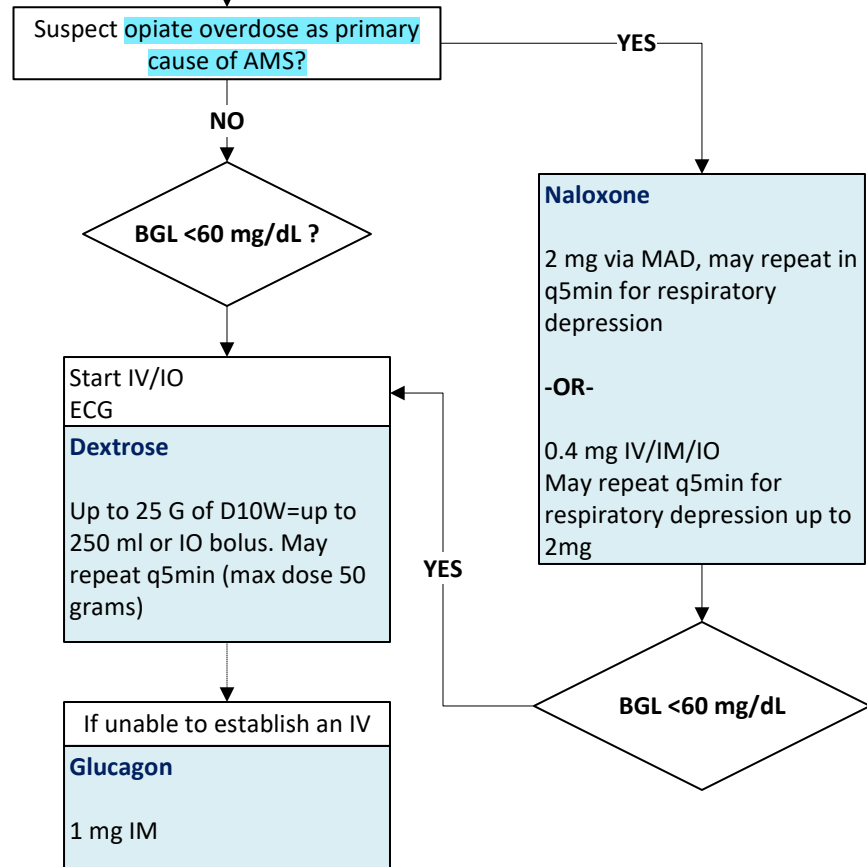 Suspect opiate overdose as primary
cause of AMS?
YES
NO
BGL <60 mg/dL ?
Naloxone
2 mg via MAD, may repeat in
q5min for respiratory
depression
-OR-
0.4 mg IV/IM/IO
May repeat q5min for
respiratory depression up to
2mg
Start IV/IO
ECG
Dextrose
Up to 25 G of D10W=up to
250 ml or IO bolus. May
repeat q5min (max dose 50
grams)
YES
BGL <60 mg/dL
If unable to establish an IV
Glucagon
1 mg IM